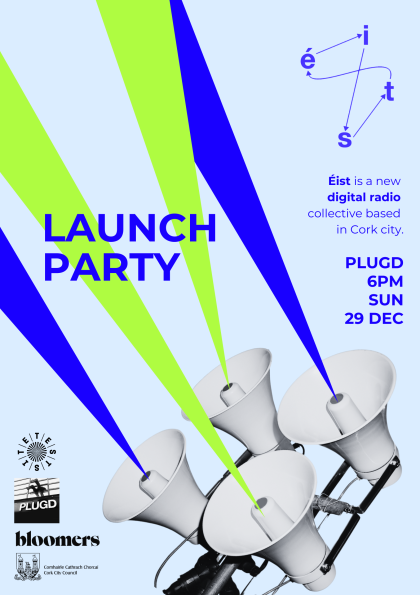 é i s t
Éist is a new
digital radio
collective based
in Cork city.
LAUNCH
PARTY
PLUGD
6PM
SUN
29 DEC
TEST
PLUGD
bloomers
Comhairle Cathrach Chorcaí
Cork City Council